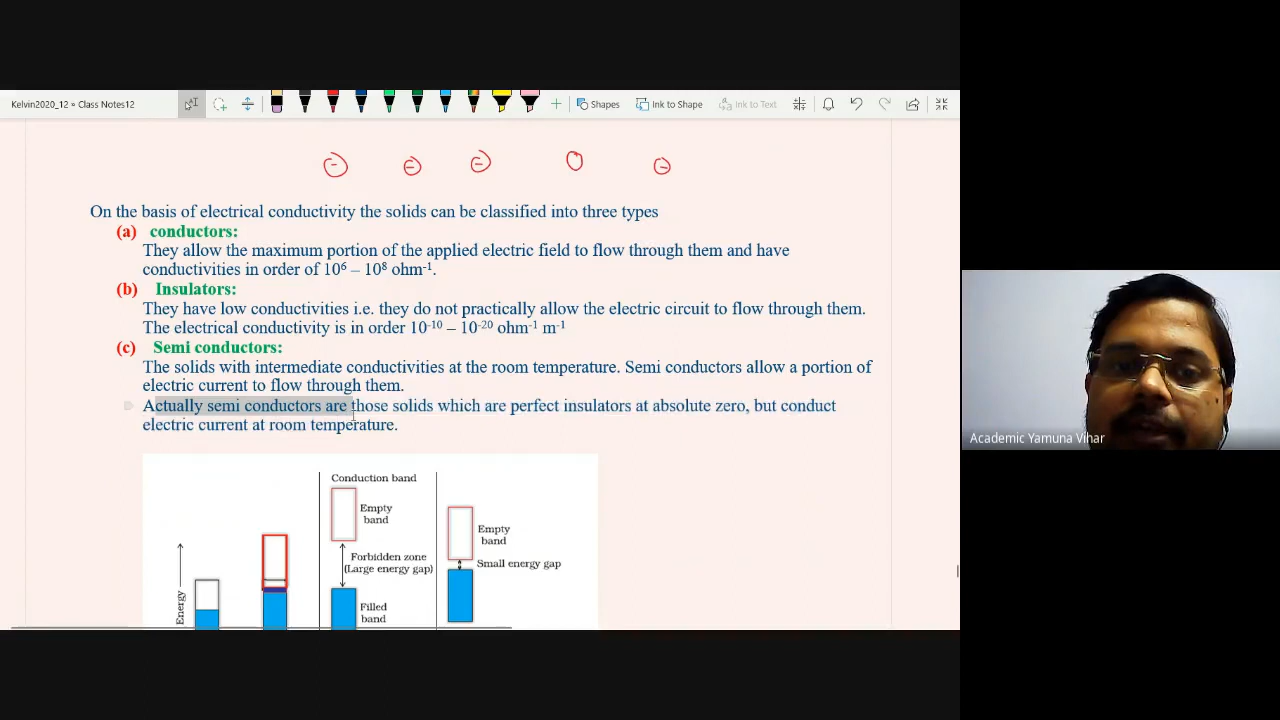 Kelvin2020_12 » Class Notes12
Shapes
Ink to Shape
Ink to Text
On the basis of electrical conductivity the solids can be classified into three types
(a) conductors:
They allow the maximum portion of the applied electric field to flow through them and have
conductivities in order of 10⁶ – 10⁸ ohm⁻¹.
(b) Insulators:
They have low conductivities i.e. they do not practically allow the electric circuit to flow through them.
The electrical conductivity is in order 10⁻¹⁰ – 10⁻²⁰ ohm⁻¹ m⁻¹
(c) Semi conductors:
The solids with intermediate conductivities at the room temperature. Semi conductors allow a portion of
electric current to flow through them.
Actually semi conductors are those solids which are perfect insulators at absolute zero, but conduct
electric current at room temperature.
Conduction band
Empty
band
Forbidden zone
(Large energy gap)
Filled
band
Empty
band
Small energy gap
Energy
Academic Yamuna Vihar